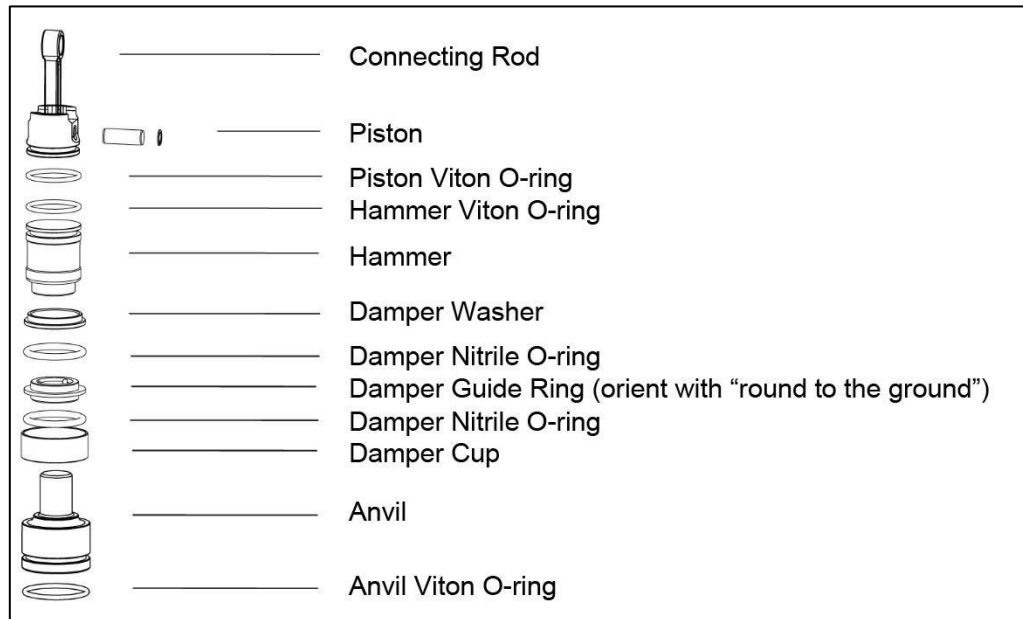 Connecting Rod
Piston
Piston Viton O-ring
Hammer Viton O-ring
Hammer
Damper Washer
Damper Nitrile O-ring
Damper Guide Ring (orient with “round to the ground”)
Damper Nitrile O-ring
Damper Cup
Anvil
Anvil Viton O-ring